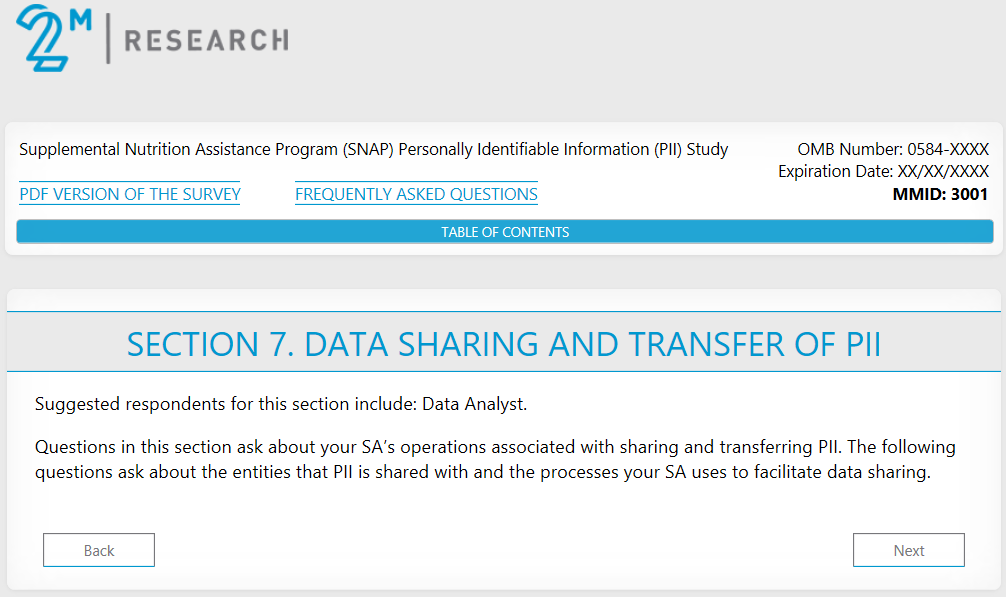 2M RESEARCH
Supplemental Nutrition Assistance Program (SNAP) Personally Identifiable Information (PII) Study
OMB Number: 0584-XXXX
Expiration Date: XX/XX/XXXX
PDF VERSION OF THE SURVEY
FREQUENTLY ASKED QUESTIONS
MMID: 3001
TABLE OF CONTENTS
SECTION 7. DATA SHARING AND TRANSFER OF PII
Suggested respondents for this section include: Data Analyst.
Questions in this section ask about your SA’s operations associated with sharing and transferring PII. The following
questions ask about the entities that PII is shared with and the processes your SA uses to facilitate data sharing.
Back
Next